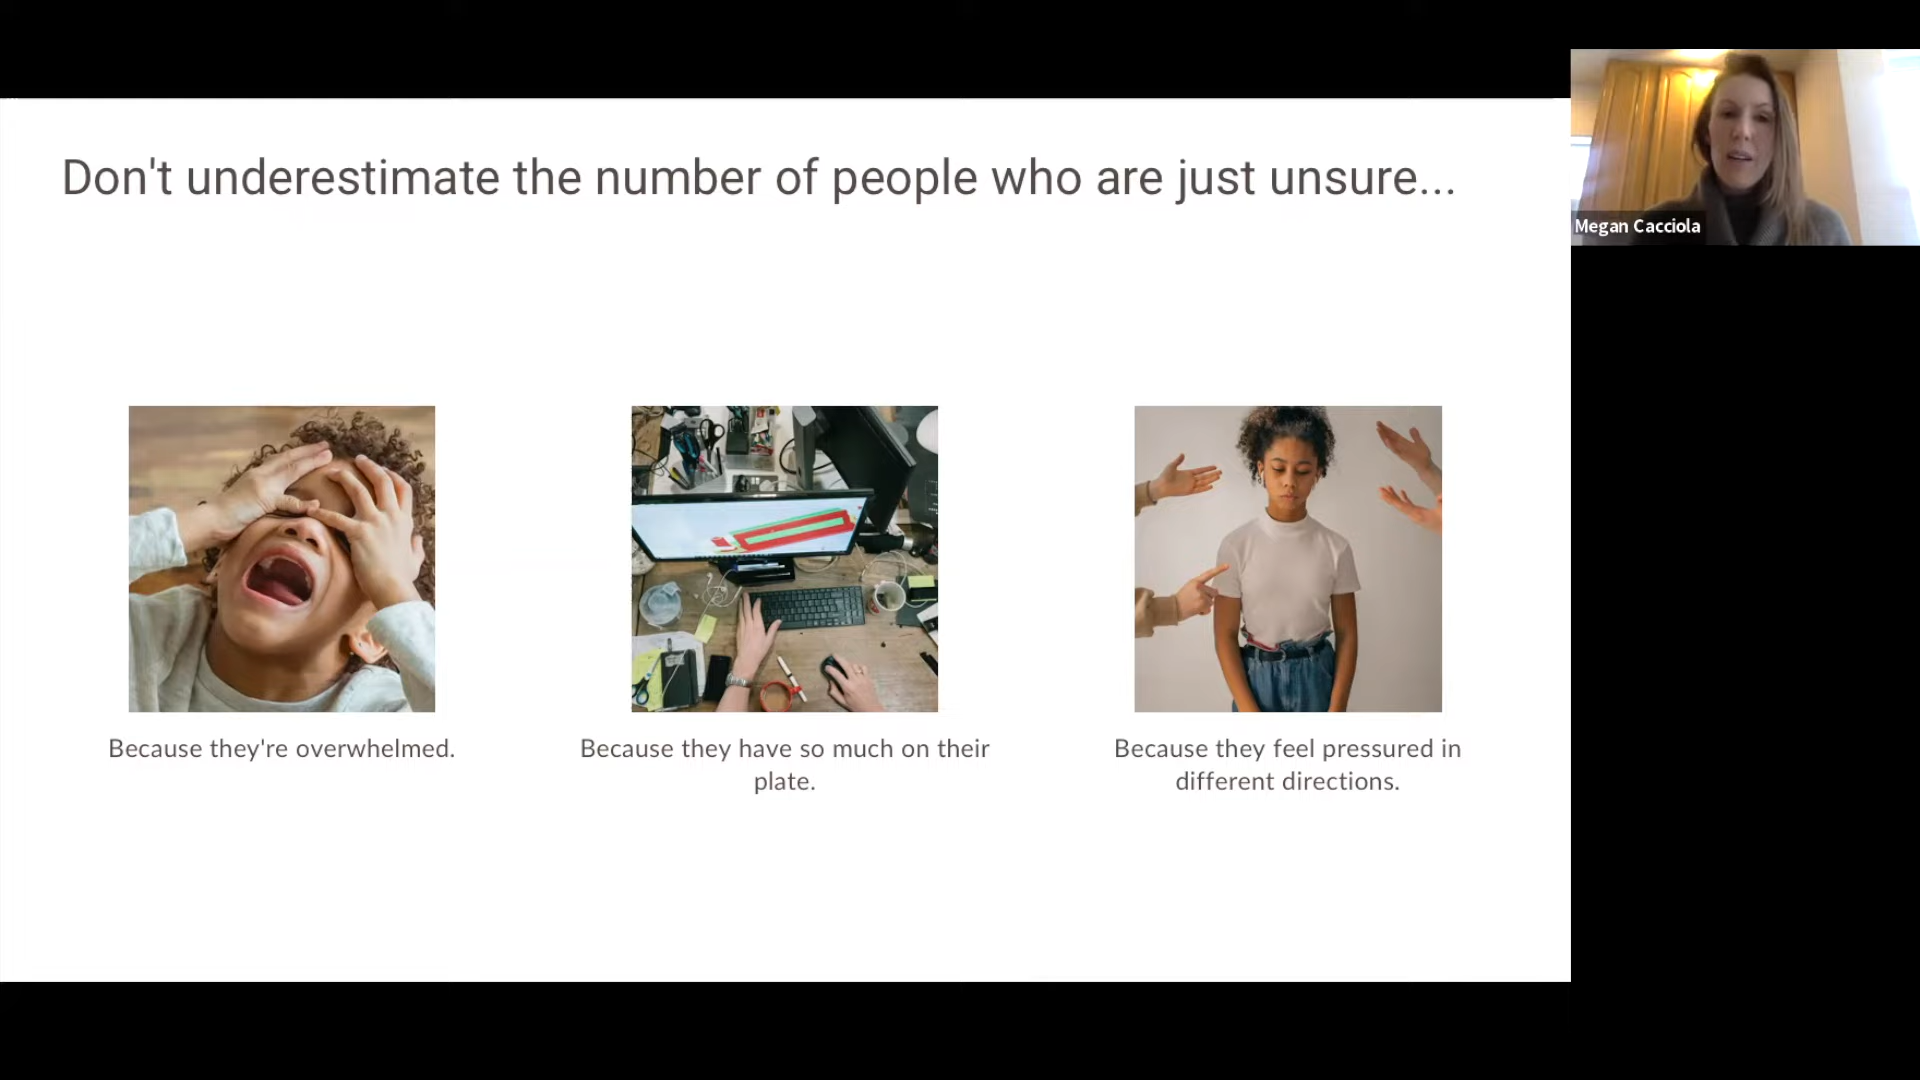 Don't underestimate the number of people who are just unsure...
Megan Cacciola
Because they're overwhelmed.
Because they have so much on their
plate.
Because they feel pressured in
different directions.